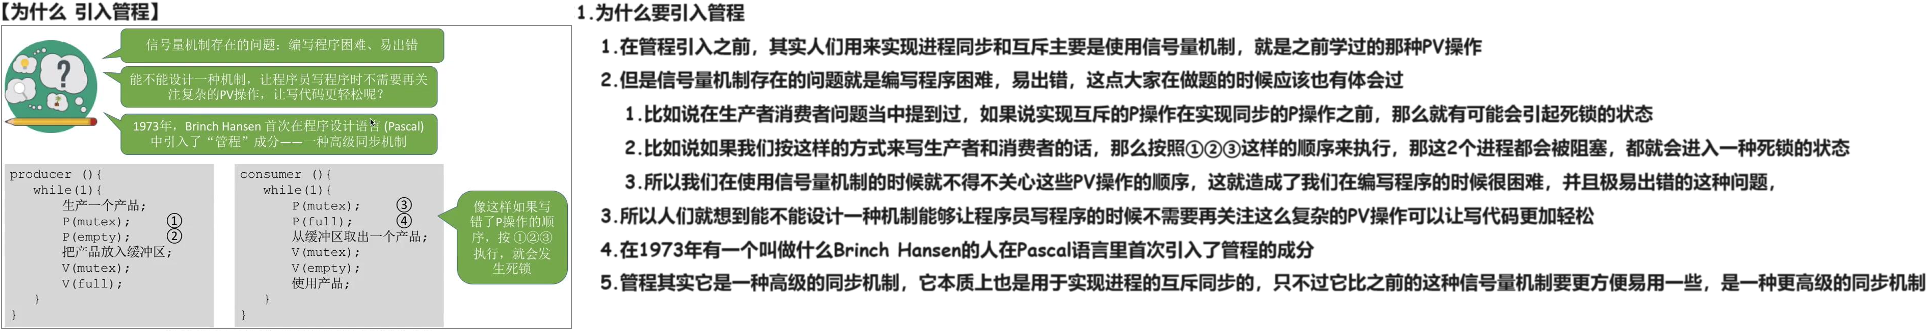 【为什么 引入管程】
信号量机制存在的问题：编写程序困难、易出错
能不能设计一种机制，让程序员写程序时不需要再关
注复杂的PV操作，让写代码更轻松呢？
1973年，Brinch Hansen 首次在程序设计语言 (Pascal)
中引入了“管程”成分—— 一种高级同步机制
producer (){
while(1){
生产一个产品;
P(mutex); ①
P(empty); ②
把产品放入缓冲区;
V(mutex);
V(full);
}
}
consumer (){
while(1){
P(mutex); ③
P(full); ④
从缓冲区取出一个产品;
V(mutex);
V(empty);
使用产品;
}
}
像这样如果写
错了P操作的顺
序，按 ①②③
执行，就会发
生死锁
1.为什么要引入管程
1.在管程引入之前，其实人们用来实现进程同步和互斥主要是使用信号量机制，就是之前学过的那种PV操作
2.但是信号量机制存在的问题就是编写程序困难，易出错，这点大家在做题的时候应该也有体会过
1.比如说在生产者消费者问题当中提到过，如果说实现互斥的P操作在实现同步的P操作之前，那么就有可能会引起死锁的状态
2.比如说如果我们按这样的方式来写生产者和消费者的话，那么按照①②③这样的顺序来执行，那这2个进程都会被阻塞，都就会进入一种死锁的状态
3.所以我们在使用信号量机制的时候就不得不关心这些PV操作的顺序，这就造成了我们在编写程序的时候很困难，并且极易出错的这种问题，
3.所以人们就想到能不能设计一种机制能够让程序员写程序的时候不需要再关注这么复杂的PV操作可以让写代码更加轻松
4.在1973年有一个叫做什么Brinch Hansen的人在Pascal语言里首次引入了管程的成分
5.管程其实它是一种高级的同步机制，它本质上也是用于实现进程的互斥同步的，只不过它比之前的这种信号量机制要更方便易用一些，是一种更高级的同步机制